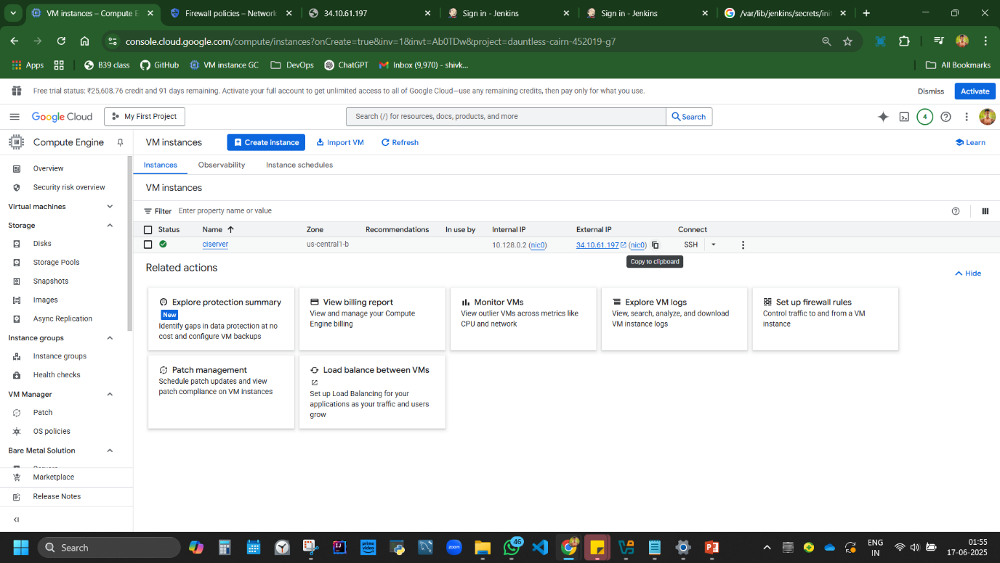 VM instances – Compute E
Firewall policies – Network
34.10.61.197
Sign in - Jenkins
Sign in - Jenkins
/var/lib/jenkins/secrets/ini
console.cloud.google.com/compute/instances?onCreate=true&inv=1&invt=Ab0TDw&project=dauntless-cairn-452019-g7
Apps
B39 class
GitHub
VM instance GC
DevOps
ChatGPT
Inbox (9,970) - shivk...
All Bookmarks
Free trial status: ₹25,608.76 credit and 91 days remaining. Activate your full account to get unlimited access to all of Google Cloud—use any remaining credits, then pay only for what you use.
Dismiss
Activate
Google Cloud
My First Project
Search (/) for resources, docs, products, and more
Search
4
Compute Engine
VM instances
Create instance
Import VM
Refresh
Learn
Overview
Security risk overview
Virtual machines
Storage
Disks
Storage Pools
Snapshots
Images
Async Replication
Instance groups
Instance groups
Health checks
VM Manager
Patch
OS policies
Bare Metal Solution
Marketplace
Release Notes
Instances
Observability
Instance schedules
VM instances
Filter
Enter property name or value
Status
Name
Zone
Recommendations
In use by
Internal IP
External IP
Connect
ciserver
us-central1-b
10.128.0.2 (nic0)
34.10.61.197 (nic0)
SSH
Copy to clipboard
Related actions
Hide
Explore protection summary
New
Identify gaps in data protection at no
cost and configure VM backups
View billing report
View and manage your Compute
Engine billing
Monitor VMs
View outlier VMs across metrics like
CPU and network
Explore VM logs
View, search, analyze, and download
VM instance logs
Set up firewall rules
Control traffic to and from a VM
instance
Patch management
Schedule patch updates and view
patch compliance on VM instances
Load balance between VMs
Set up Load Balancing for your
applications as your traffic and users
grow
Search
prime video
zoom
46
ENG
IN
01:55
17-06-2025